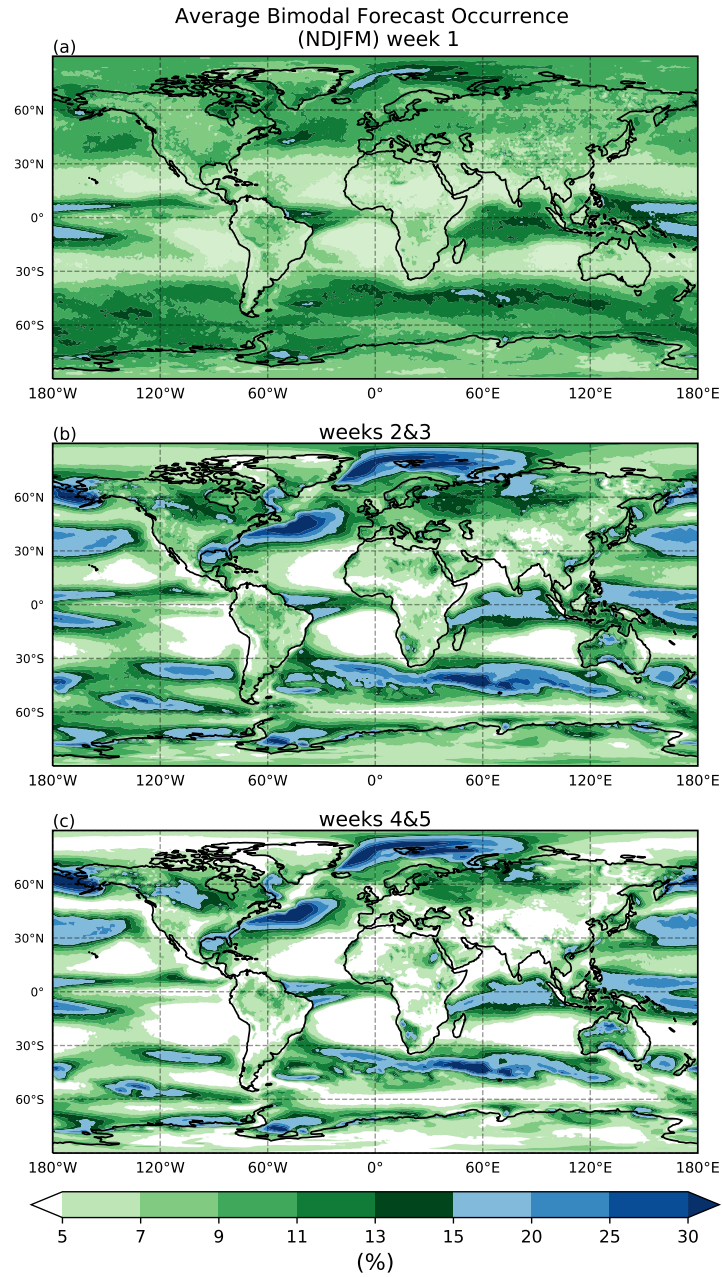 Average Bimodal Forecast Occurrence
(NDJFM) week 1
(a)
60°N
30°N
0°
30°S
60°S
180°W 120°W 60°W 0° 60°E 120°E 180°E
(b) weeks 2&3
60°N
30°N
0°
30°S
60°S
180°W 120°W 60°W 0° 60°E 120°E 180°E
(c) weeks 4&5
60°N
30°N
0°
30°S
60°S
180°W 120°W 60°W 0° 60°E 120°E 180°E
5 7 9 11 13 15 20 25 30
(%)